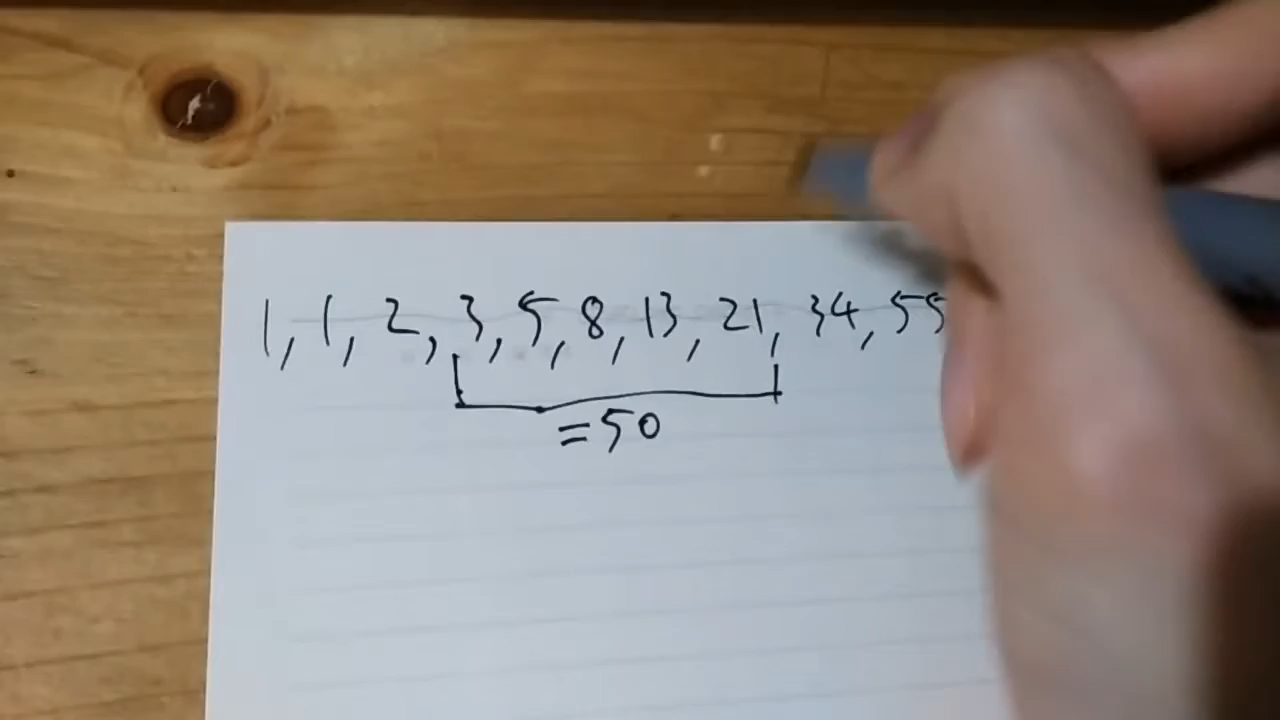 1, 1, 2, 3, 5, 8, 13, 21, 34, 55
=50